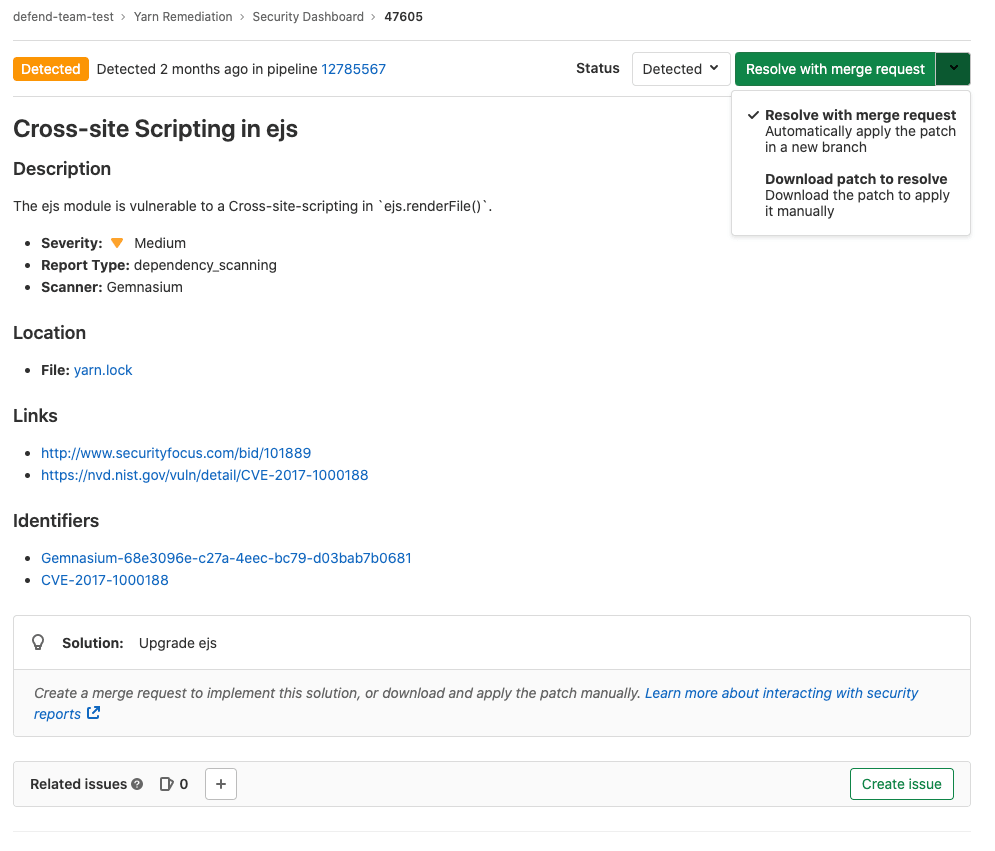 defend-team-test › Yarn Remediation › Security Dashboard › 47605
Detected Detected 2 months ago in pipeline 12785567 Status Detected Resolve with merge request
Resolve with merge request
Automatically apply the patch
in a new branch
Download patch to resolve
Download the patch to apply
it manually
Cross-site Scripting in ejs
Description
The ejs module is vulnerable to a Cross-site-scripting in `ejs.renderFile()`.
• Severity: Medium
• Report Type: dependency_scanning
• Scanner: Gemnasium
Location
• File: yarn.lock
Links
• http://www.securityfocus.com/bid/101889
• https://nvd.nist.gov/vuln/detail/CVE-2017-1000188
Identifiers
• Gemnasium-68e3096e-c27a-4eec-bc79-d03bab7b0681
• CVE-2017-1000188
Solution: Upgrade ejs
Create a merge request to implement this solution, or download and apply the patch manually. Learn more about interacting with security
reports
Related issues ? 0 + Create issue